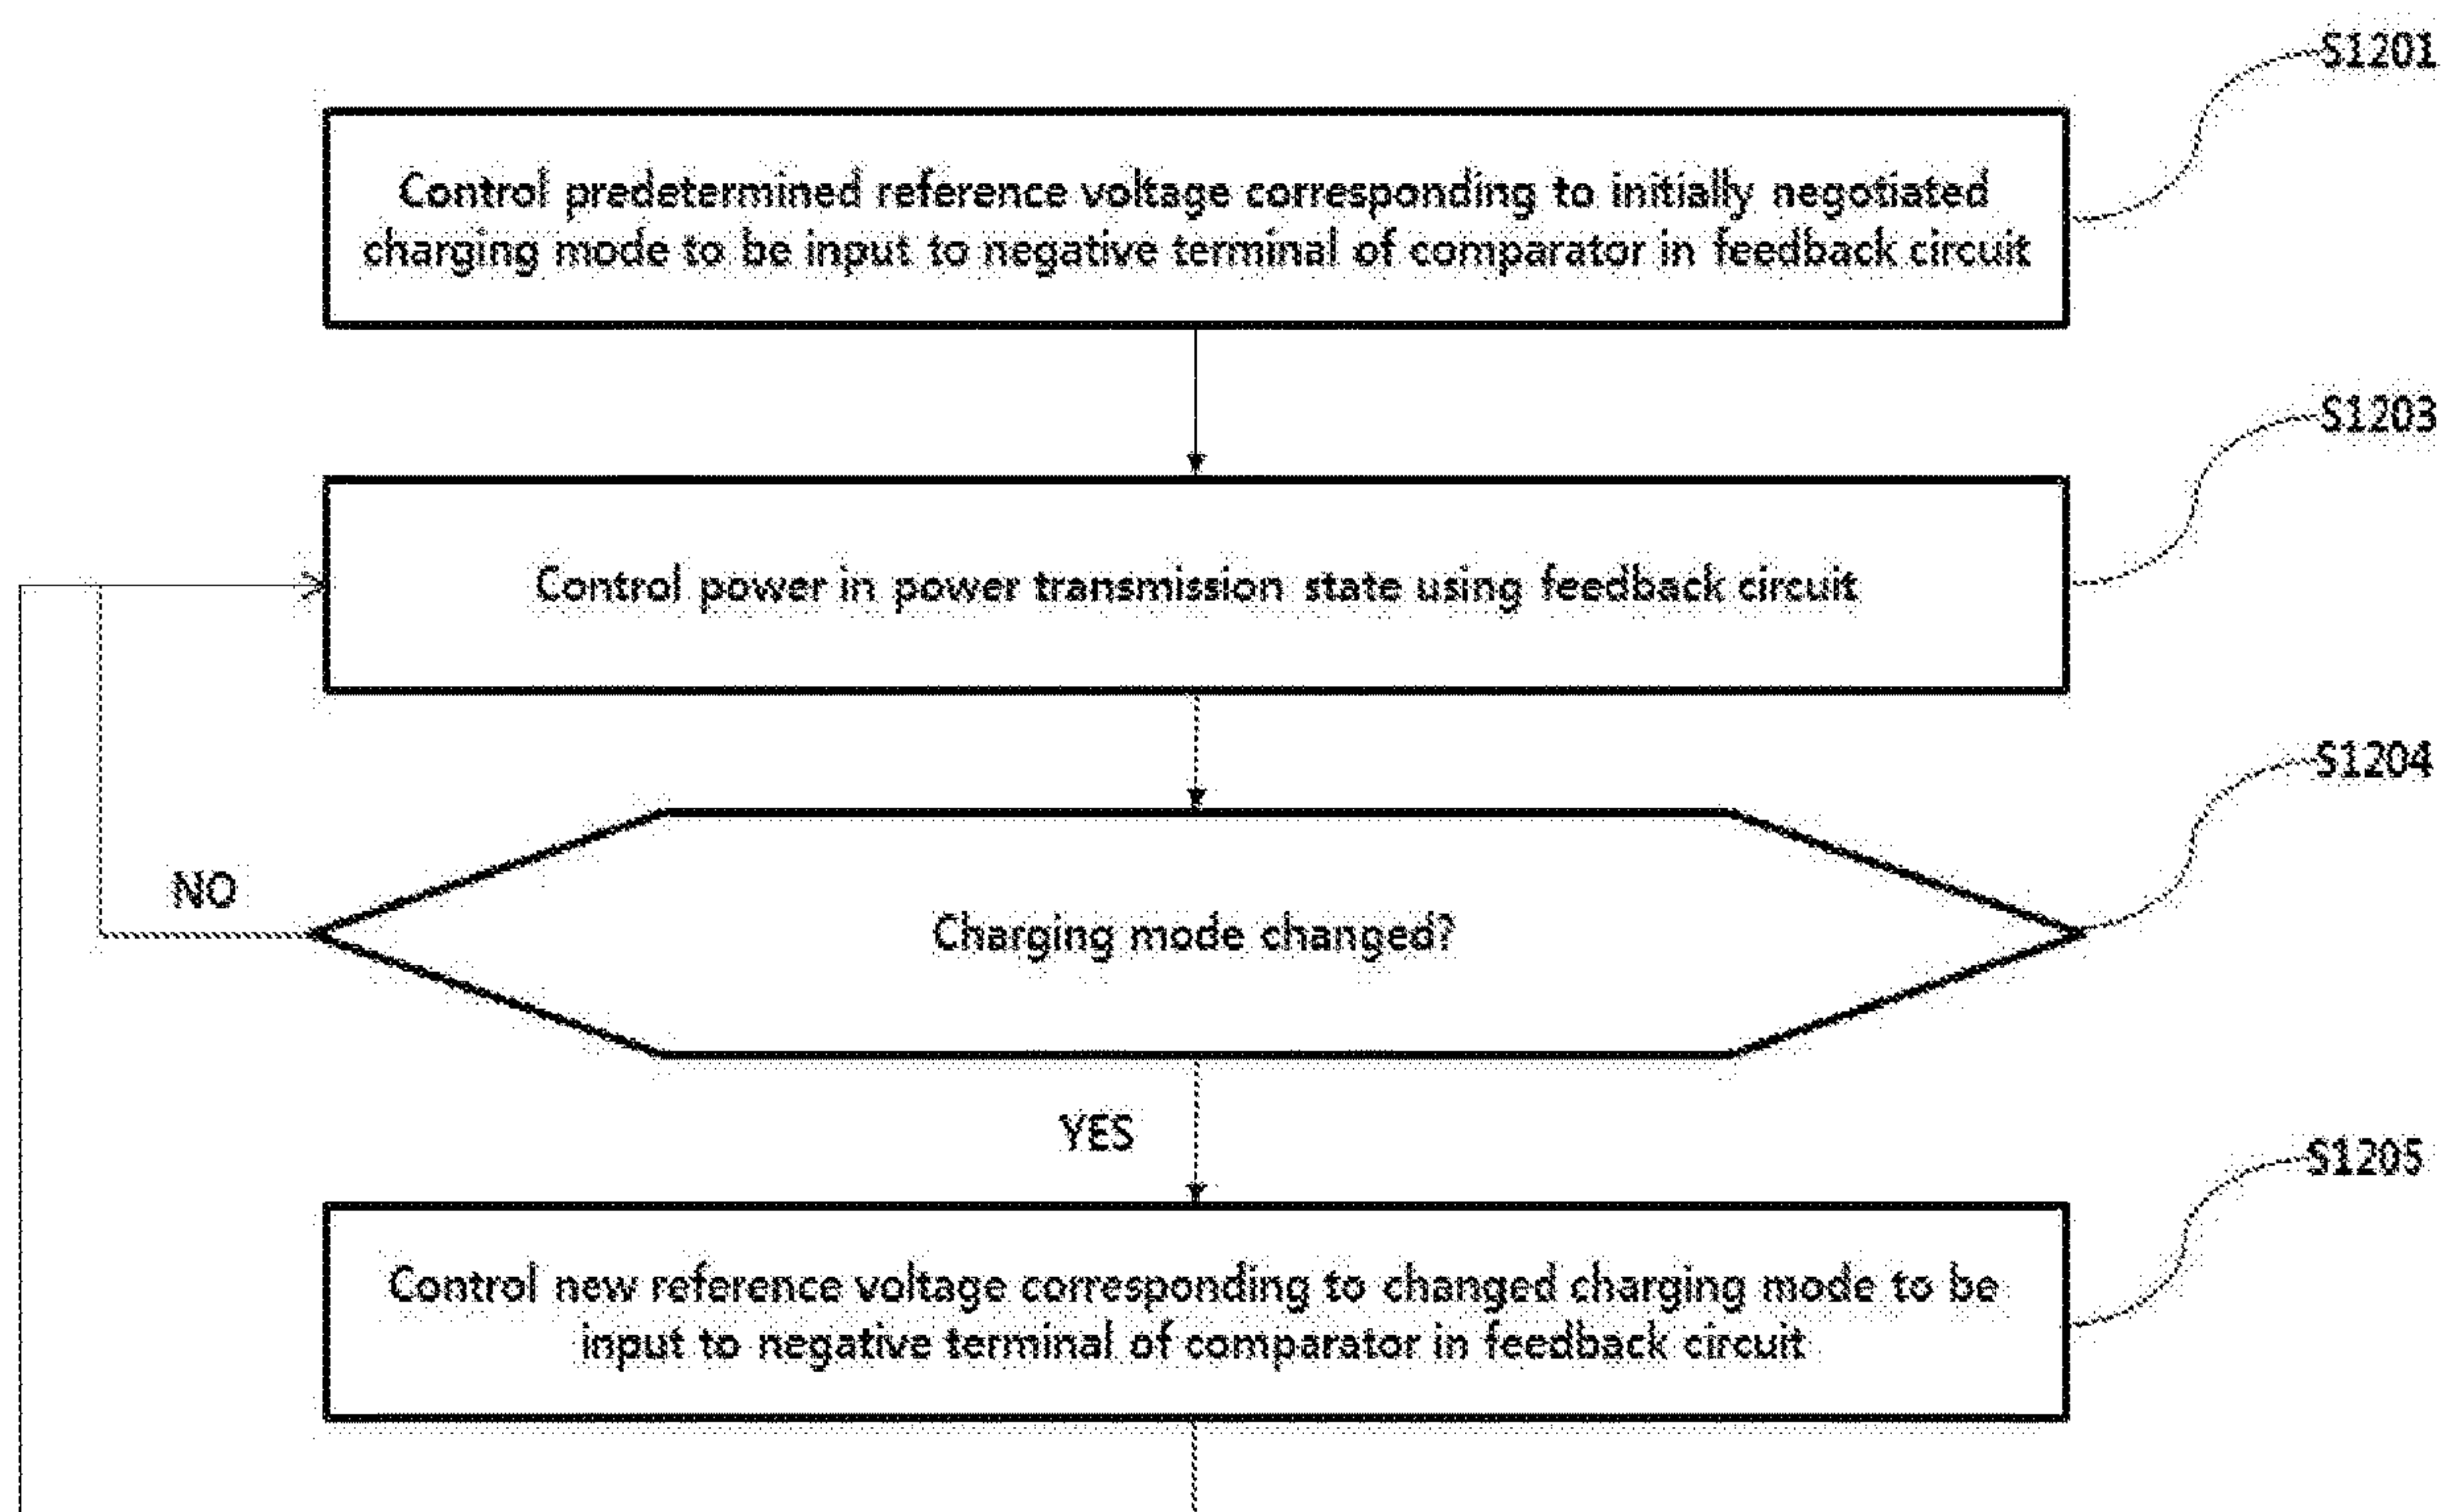 S1201
Control predetermined reference voltage corresponding to initially negotiated
charging mode to be input to negative terminal of comparator in feedback circuit
S1203
Control power in power transmission state using feedback circuit
S1204
NO
Charging mode changed?
YES
S1205
Control new reference voltage corresponding to changed charging mode to be
input to negative terminal of comparator in feedback circuit